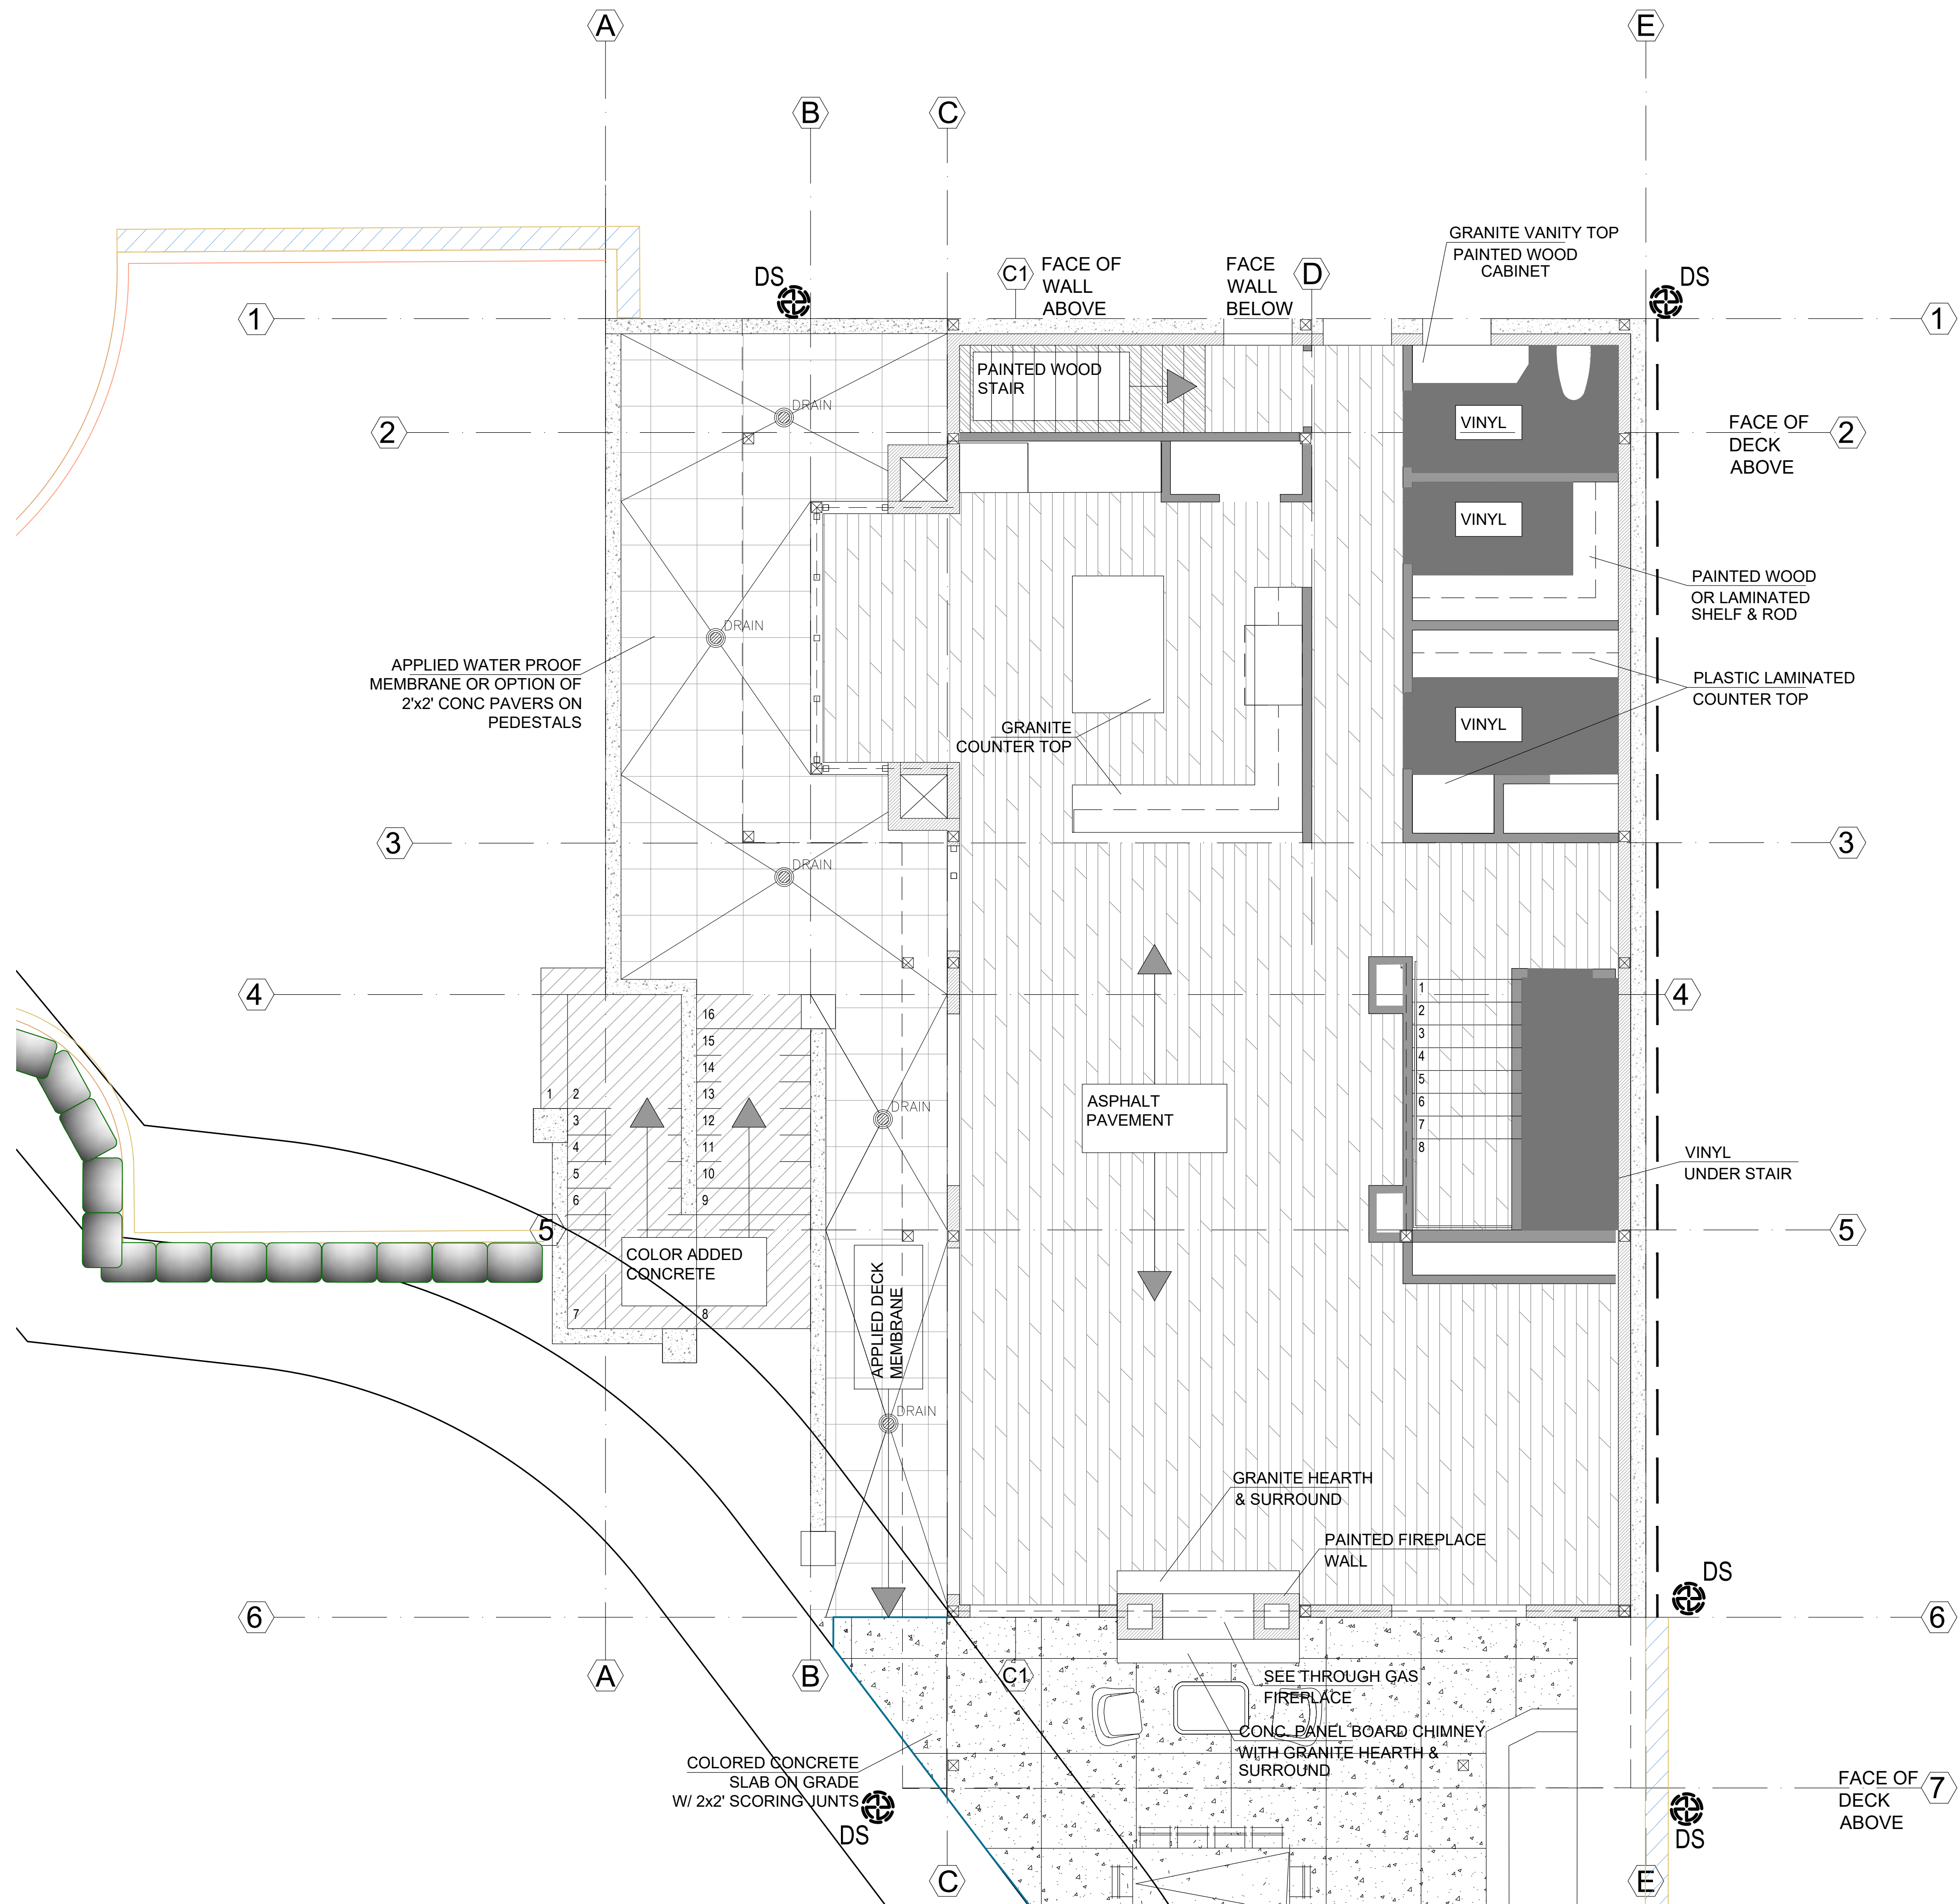 A
E
B
C
GRANITE VANITY TOP
PAINTED WOOD
CABINET
DS
C1
FACE OF
WALL
ABOVE
FACE
WALL
BELOW
D
DS
1
1
PAINTED WOOD
STAIR
DRAIN
VINYL
2
FACE OF
DECK
ABOVE
2
VINYL
PAINTED WOOD
OR LAMINATED
SHELF & ROD
DRAIN
APPLIED WATER PROOF
MEMBRANE OR OPTION OF
2'x2' CONC PAVERS ON
PEDESTALS
PLASTIC LAMINATED
COUNTER TOP
GRANITE
COUNTER TOP
VINYL
3
3
DRAIN
4
4
16
15
14
13
12
11
10
9
8
1
2
3
4
5
6
7
1
2
3
4
5
6
7
8
DRAIN
ASPHALT
PAVEMENT
VINYL
UNDER STAIR
5
5
COLOR ADDED
CONCRETE
APPLIED DECK
MEMBRANE
DRAIN
GRANITE HEARTH
& SURROUND
PAINTED FIREPLACE
WALL
DS
6
6
A
B
C1
SEE THROUGH GAS
FIREPLACE
CONC. PANEL BOARD CHIMNEY
WITH GRANITE HEARTH &
SURROUND
COLORED CONCRETE
SLAB ON GRADE
W/ 2x2' SCORING JUNTS
DS
DS
FACE OF
DECK
ABOVE
7
C
E